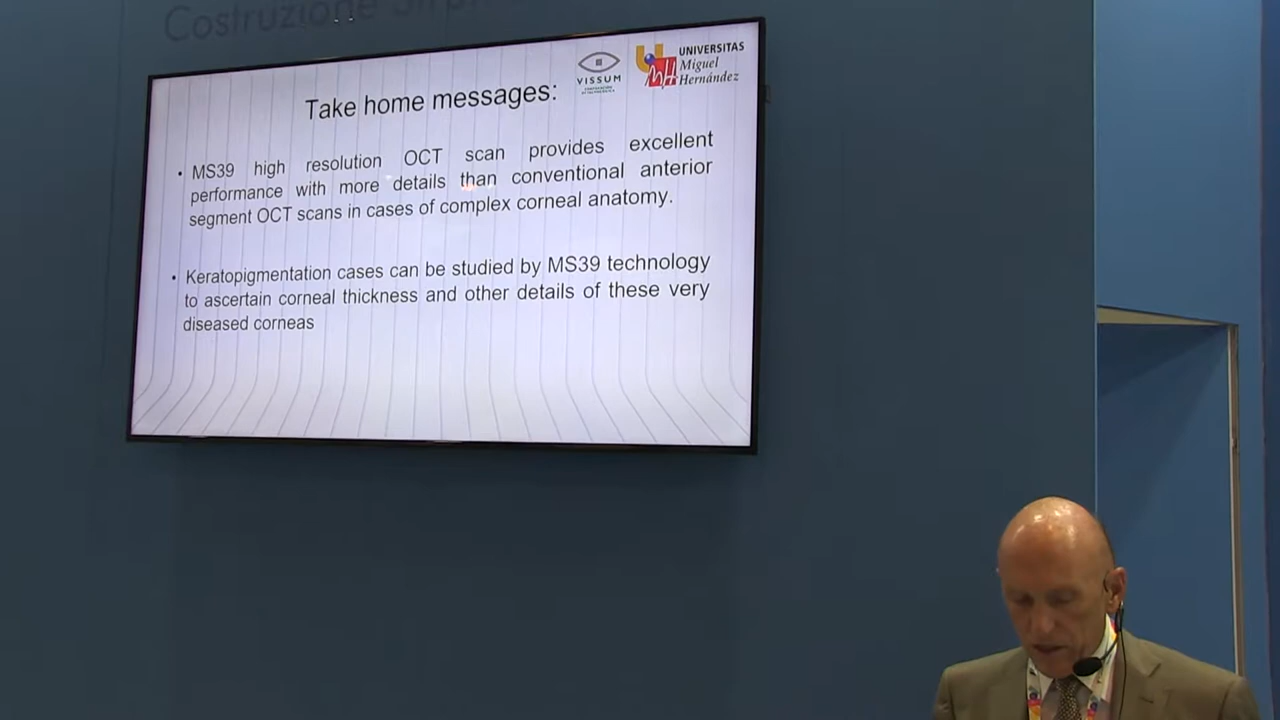 Costruzione
VISSUM
UNIVERSITAS
Miguel
Hernández
Take home messages:
• MS39 high resolution OCT scan provides excellent
performance with more details than conventional anterior
segment OCT scans in cases of complex corneal anatomy.
• Keratopigmentation cases can be studied by MS39 technology
to ascertain corneal thickness and other details of these very
diseased corneas